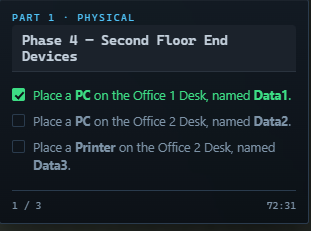 PART 1 · PHYSICAL
Phase 4 — Second Floor End
Devices
Place a PC on the Office 1 Desk, named Data1.
Place a PC on the Office 2 Desk, named Data2.
Place a Printer on the Office 2 Desk, named
Data3.
1 / 3
72:31